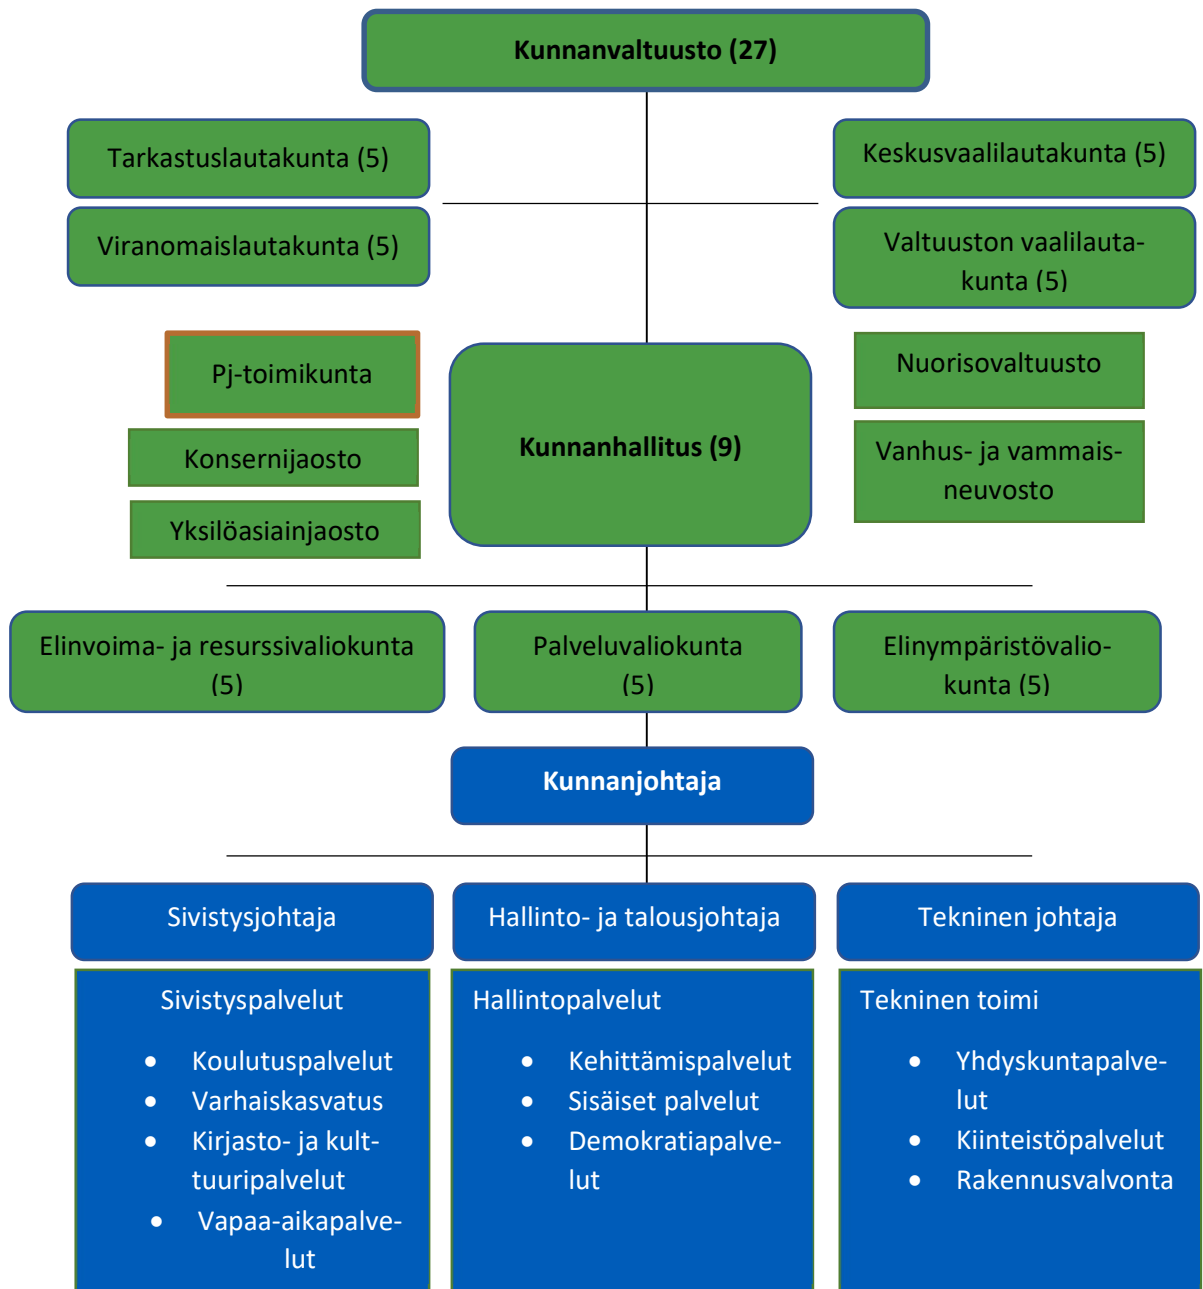 Kunnanvaltuusto (27)
Tarkastuslautakunta (5)
Keskusvaalilautakunta (5)
Viranomaislautakunta (5)
Valtuuston vaalilauta-
kunta (5)
Pj-toimikunta
Konsernijaosto
Yksilöasiainjaosto
Kunnanhallitus (9)
Nuorisovaltuusto
Vanhus- ja vammais-
neuvosto
Elinvoima- ja resurssivaliokunta
(5)
Palveluvaliokunta
(5)
Elinympäristövalio-
kunta (5)
Kunnanjohtaja
Sivistysjohtaja
Sivistyspalvelut
• Koulutuspalvelut
• Varhaiskasvatus
• Kirjasto- ja kult-
tuuripalvelut
• Vapaa-aikapalve-
lut
Hallinto- ja talousjohtaja
Hallintopalvelut
• Kehittämispalvelut
• Sisäiset palvelut
• Demokratiapalve-
lut
Tekninen johtaja
Tekninen toimi
• Yhdyskuntapalve-
lut
• Kiinteistöpalvelut
• Rakennusvalvonta